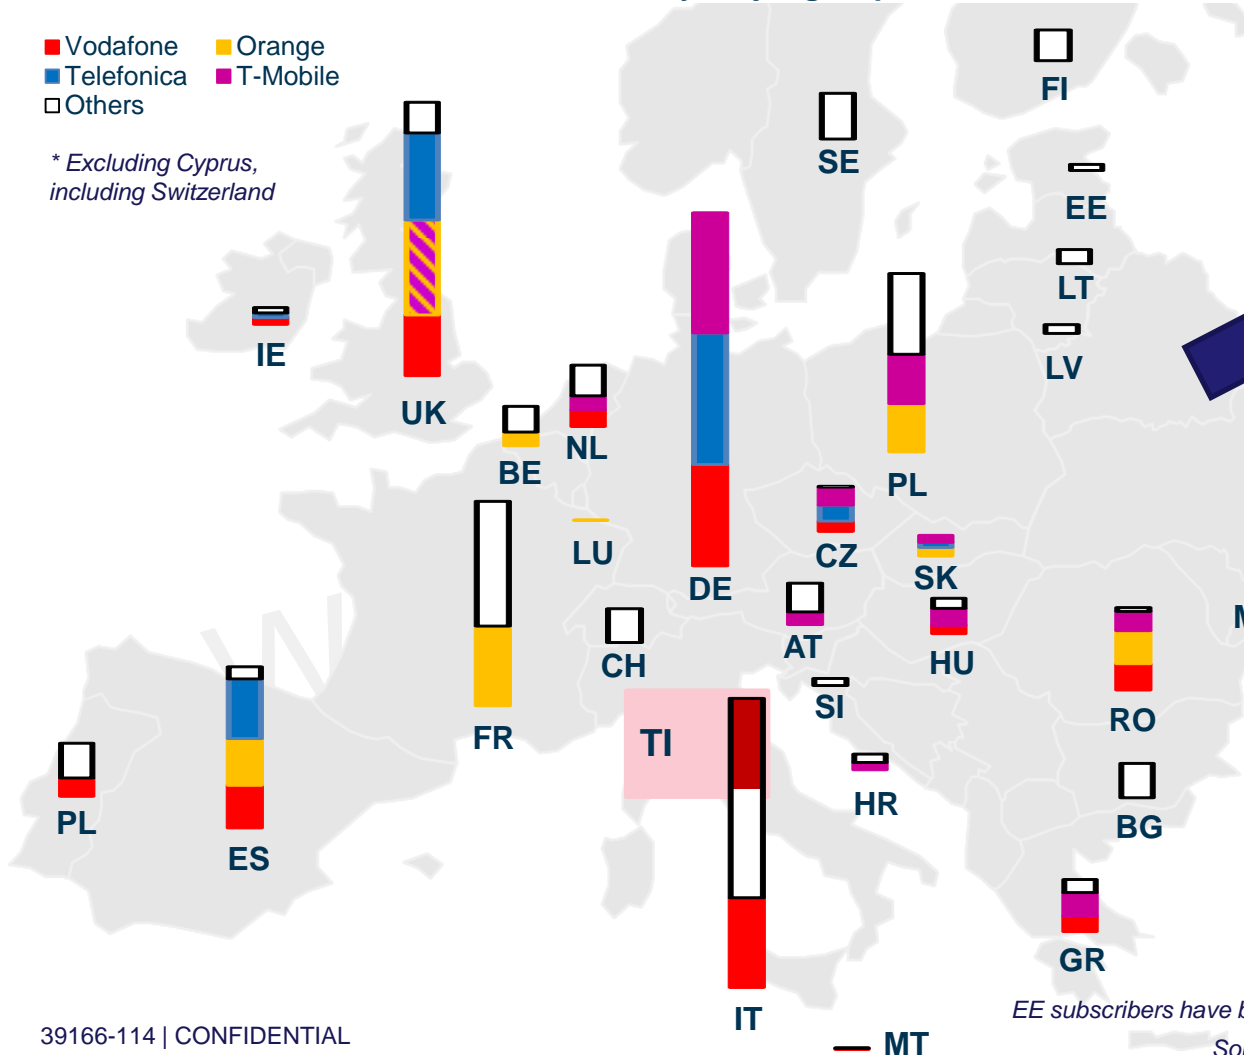 Vodafone Orange
Telefonica T-Mobile
Others
* Excluding Cyprus,
including Switzerland
FI
SE
EE
LT
LV
IE
UK
NL
BE
PL
LU
DE
CZ
SK
CH
AT
HU
SI
RO
FR
TI
HR
PL
ES
BG
GR
IT
MT
EE subscribers have b
39166-114 | CONFIDENTIAL